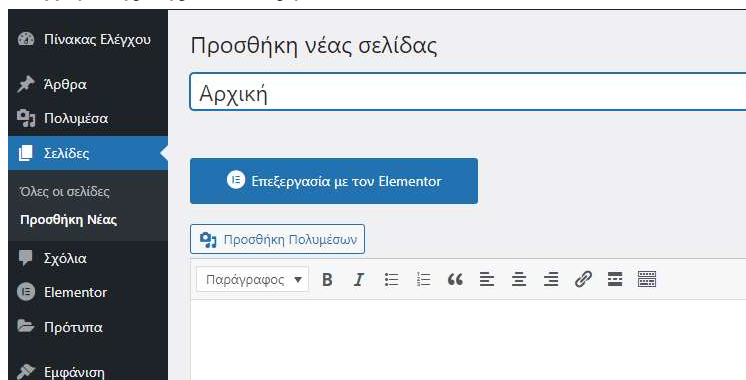 Πίνακας Ελέγχου
Άρθρα
Πολυμέσα
Σελίδες
Όλες οι σελίδες
Προσθήκη Νέας
Σχόλια
Elementor
Πρότυπα
Εμφάνιση
Προσθήκη νέας σελίδας
Αρχική
Επεξεργασία με τον Elementor
Προσθήκη Πολυμέσων
Παράγραφος B I